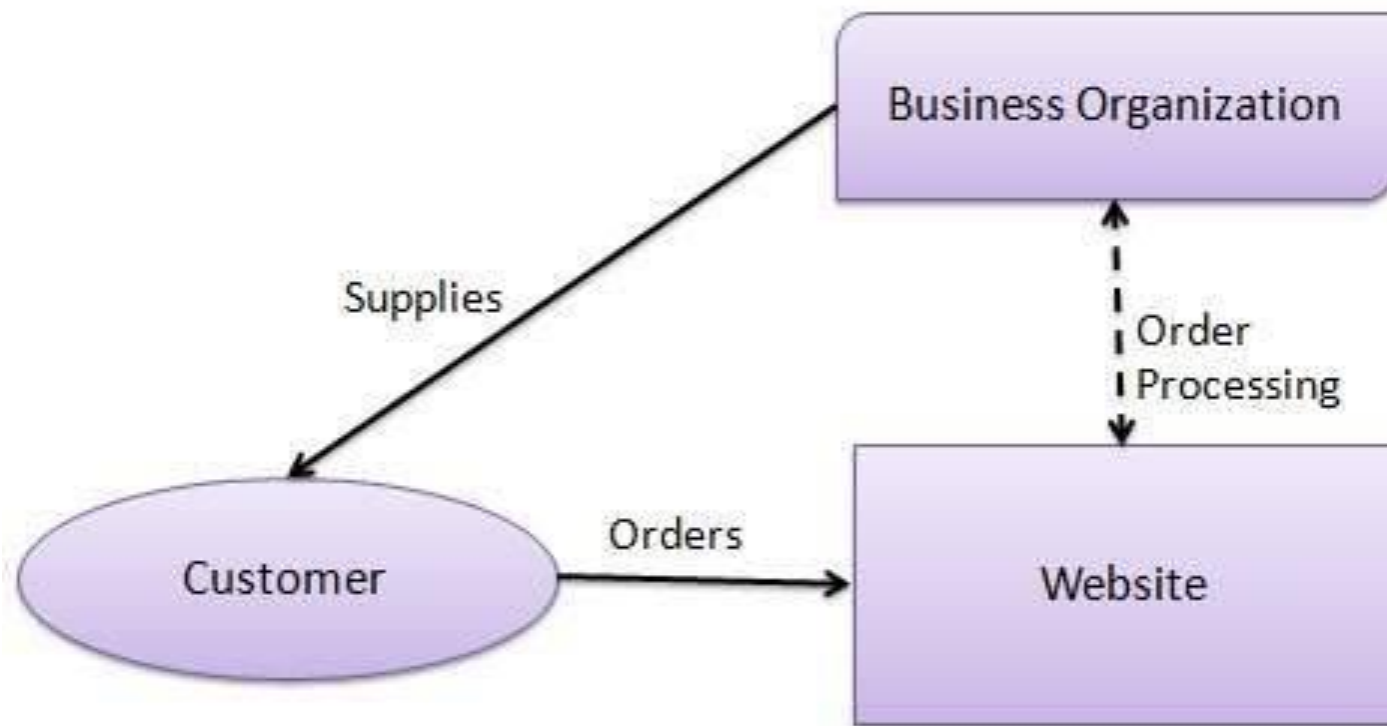 Business Organization
Supplies
Order
Processing
Orders
Customer
Website